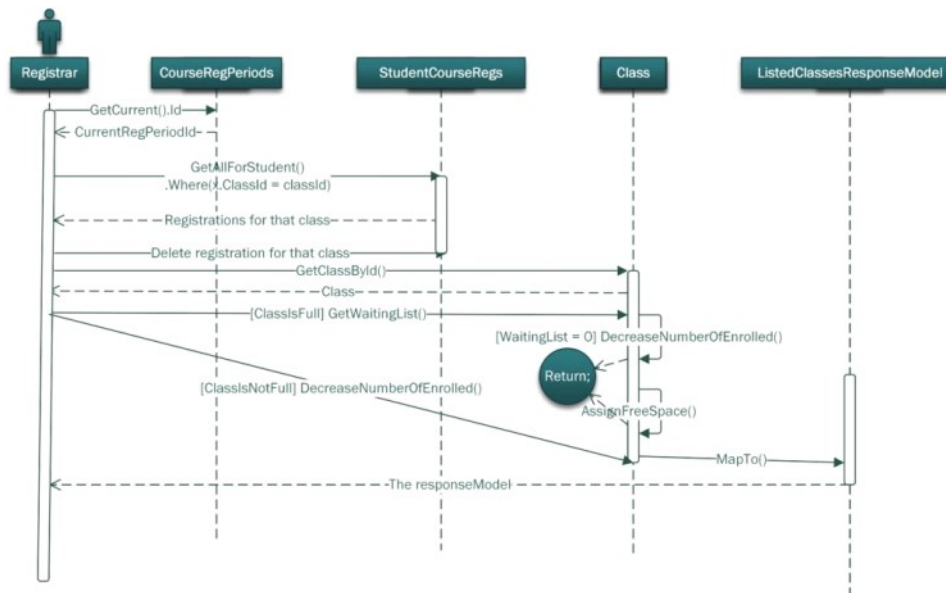 Registrar
CourseRegPeriods
StudentCourseRegs
Class
ListedClassesResponseModel
GetCurrent().Id
CurrentRegPeriodId
GetAllForStudent()
.Where(x.ClassId = classId)
Registrations for that class
Delete registration for that class
GetClassById()
Class
[ClassIsFull] GetWaitingList()
[WaitingList = 0] DecreaseNumberOfEnrolled()
Return;
[ClassIsNotFull] DecreaseNumberOfEnrolled()
AssignFreeSpace()
MapTo()
The responseModel